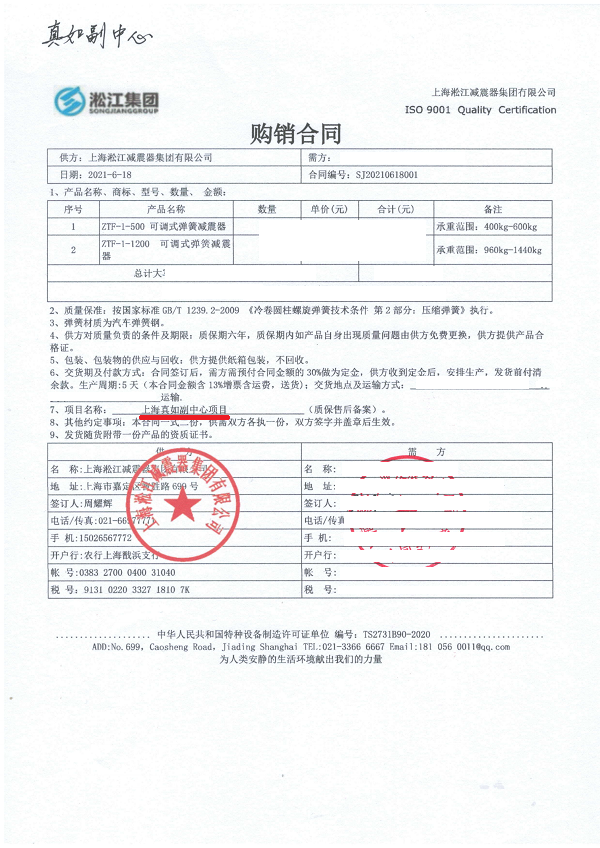 真如副中心
淞江集团
SONGJIANGGROUP
上海淞江减震器集团有限公司
ISO 9001 Quality Certification
购销合同
供方：上海淞江减震器集团有限公司 需方：
日期：2021-6-18 合同编号：SJ20210618001
1、产品名称、商标、型号、数量、 金额：
序号 产品名称 数量 单价(元) 合计(元) 备注
1 ZTF-1-500 可调式弹簧减震器 承重范围：400kg-600kg
2 ZTF-1-1200 可调式弹簧减震器 承重范围：960kg-1440kg
总计大
2、质量保准：按国家标准 GB/T 1239.2-2009 《冷卷圆柱螺旋弹簧技术条件 第 2 部分：压缩弹簧》执行。
3、弹簧材质为汽车弹簧钢。
4、供方对质量负责的条件及期限：质保期六年，质保期内如产品自身出现质量问题由供方免费更换，供方提供产品合
格证。
5、包装、包装物的供应与回收：供方提供纸箱包装，不回收。
6、交货期及付款方式：合同签订后，需方需预付合同金额的 30%做为定金，供方收到定金后，安排生产，发货前付清
余款。生产周期:5 天（本合同金额含 13%增票含运费，送货）；交货地点及运输方式：
运输.
7、项目名称： 上海真如副中心项目 （质保售后备案）。
8、其他约定事项：本合同一式二份，供需双方各执一份，双方签字并盖章后生效。
9、发货随货附带一份产品的资质证书。
供 方 需 方
名 称:上海淞江减震器集团有限公司 名 称:
地 址:上海市嘉定区曹胜路 699 号 地 址:
签订人:周耀辉 签订人:
电话/传真:021-66577771 电话/传真
手 机:15026567772 手 机:
开户行:农行上海戬浜支行 开户行:
帐 号:0383 2700 0400 31040 帐 号:
税 号: 9131 0220 3327 1810 7K 税 号:
上海淞江减震器集团有限公司
.................... 中华人民共和国特种设备制造许可证单位 编号：TS2731B90-2020 ......................
ADD:No.699, Caosheng Road, Jiading Shanghai TEL:021-3366 6667 Email:181 056 0011@qq.com
为人类安静的生活环境献出我们的力量